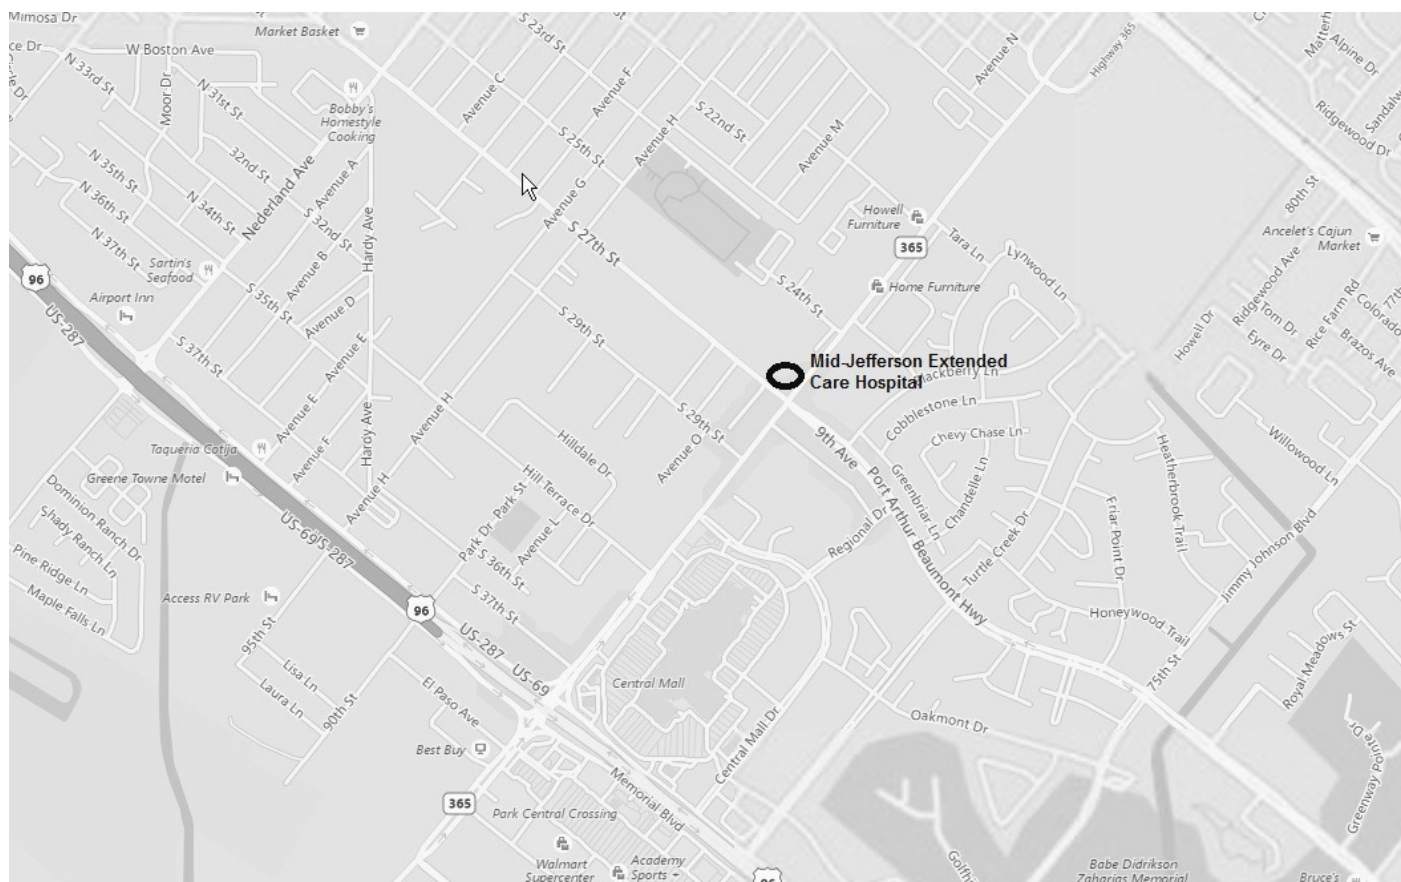 Mimosa Dr
Market Basket
S 23rd St
Avenue N
Highway 365
Alpine Dr
W Boston Ave
N 33rd St
Moor Dr
N 31st St
Avenue C
Avenue F
S 22nd St
Avenue H
Avenue M
Ridgewood Dr
Bobby's
Homestyle
Cooking
S 25th St
N 35th St
32nd St
Avenue A
Nederland Ave
N 36th St
N 34th St
N 37th St
S 32nd St
Hardy Ave
Avenue G
S 27th St
80th St
Howell
Furniture
365
Tara Ln
Lynwood Ln
Ancelet's Cajun
Market
Sartin's
Seafood
96
Avenue B
Home Furniture
S 24th St
Ridgewood Ave
Rice Farm Rd
77th
Colorado
Airport Inn
US-287
S 35th St
Avenue D
S 29th St
Howell Dr
Tom Dr
Eyre Dr
Brazos Ave
S 37th St
Avenue E
Mid-Jefferson Extended
Care Hospital
Blackberry Ln
Cobblestone Ln
Chevy Chase Ln
Avenue E
Avenue H
S 29th St
Avenue O
9th Ave
Willowood Ln
Taqueria Cotija
Greene Towne Motel
Avenue F
Hardy Ave
Hilldale Dr
Hill Terrace Dr
Greenbriar Ln
Chandelle Ln
Heatherbrook Trail
Dominion Ranch Dr
Shady Ranch Ln
Pine Ridge Ln
Maple Falls Ln
US-69
US-287
Avenue H
Park Dr
Park St
Avenue L
S 36th St
S 37th St
Regional Dr
Port Arthur Beaumont Hwy
Turtle Creek Dr
Friar Point Dr
Jimmy Johnson Blvd
Honeywood Trail
Access RV Park
96
95th St
Lisa Ln
Laura Ln
90th St
US-287
US-69
El Paso Ave
Central Mall
Central Mall Dr
Oakmont Dr
75th St
Royal Meadows St
Greenway Pointe Dr
Best Buy
365
Park Central Crossing
Memorial Blvd
Walmart
Supercenter
Academy
Sports +
96
Babe Didrikson
Zaharias Memorial
Bruce's